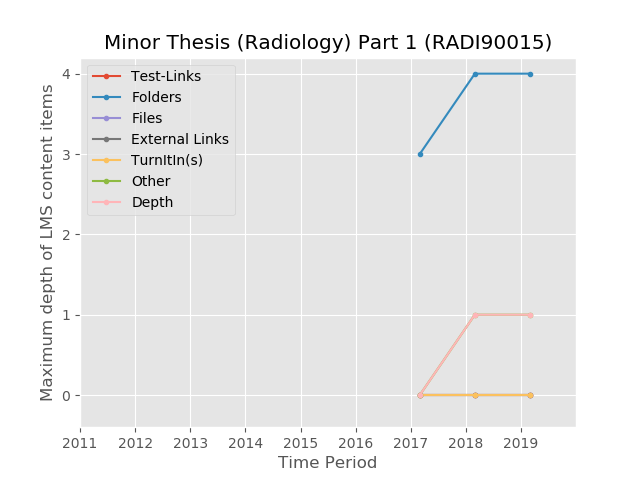 Minor Thesis (Radiology) Part 1 (RADI90015)
Maximum depth of LMS content items
4
3
2
1
0
Test-Links
Folders
Files
External Links
TurnItIn(s)
Other
Depth
2011 2012 2013 2014 2015 2016 2017 2018 2019
Time Period